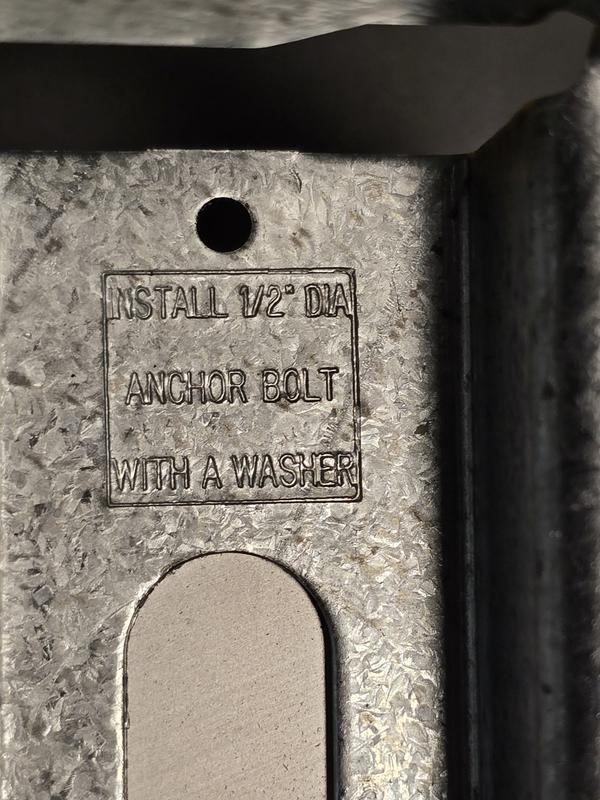 INSTALL 1/2" DIA
ANCHOR BOLT
WITH A WASHER